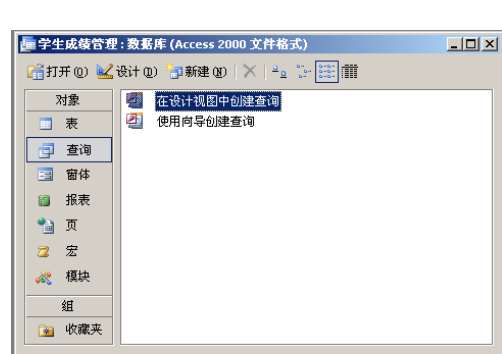 学生成绩管理 : 数据库 (Access 2000 文件格式)
打开(O) 设计(D) 新建(N)
对象
表
查询
窗体
报表
页
宏
模块
组
收藏夹
在设计视图中创建查询
使用向导创建查询